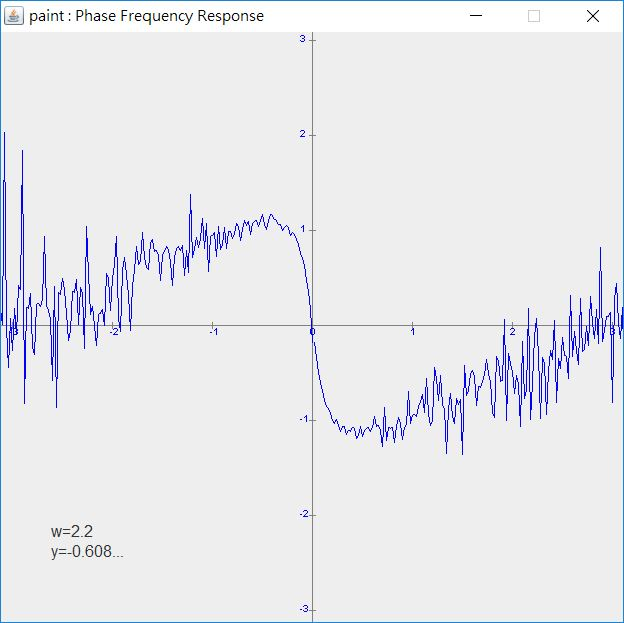 paint : Phase Frequency Response
3
2
1
-3 -2 -1 0 1 2 3
-1
-2
-3
w=2.2
y=-0.608...